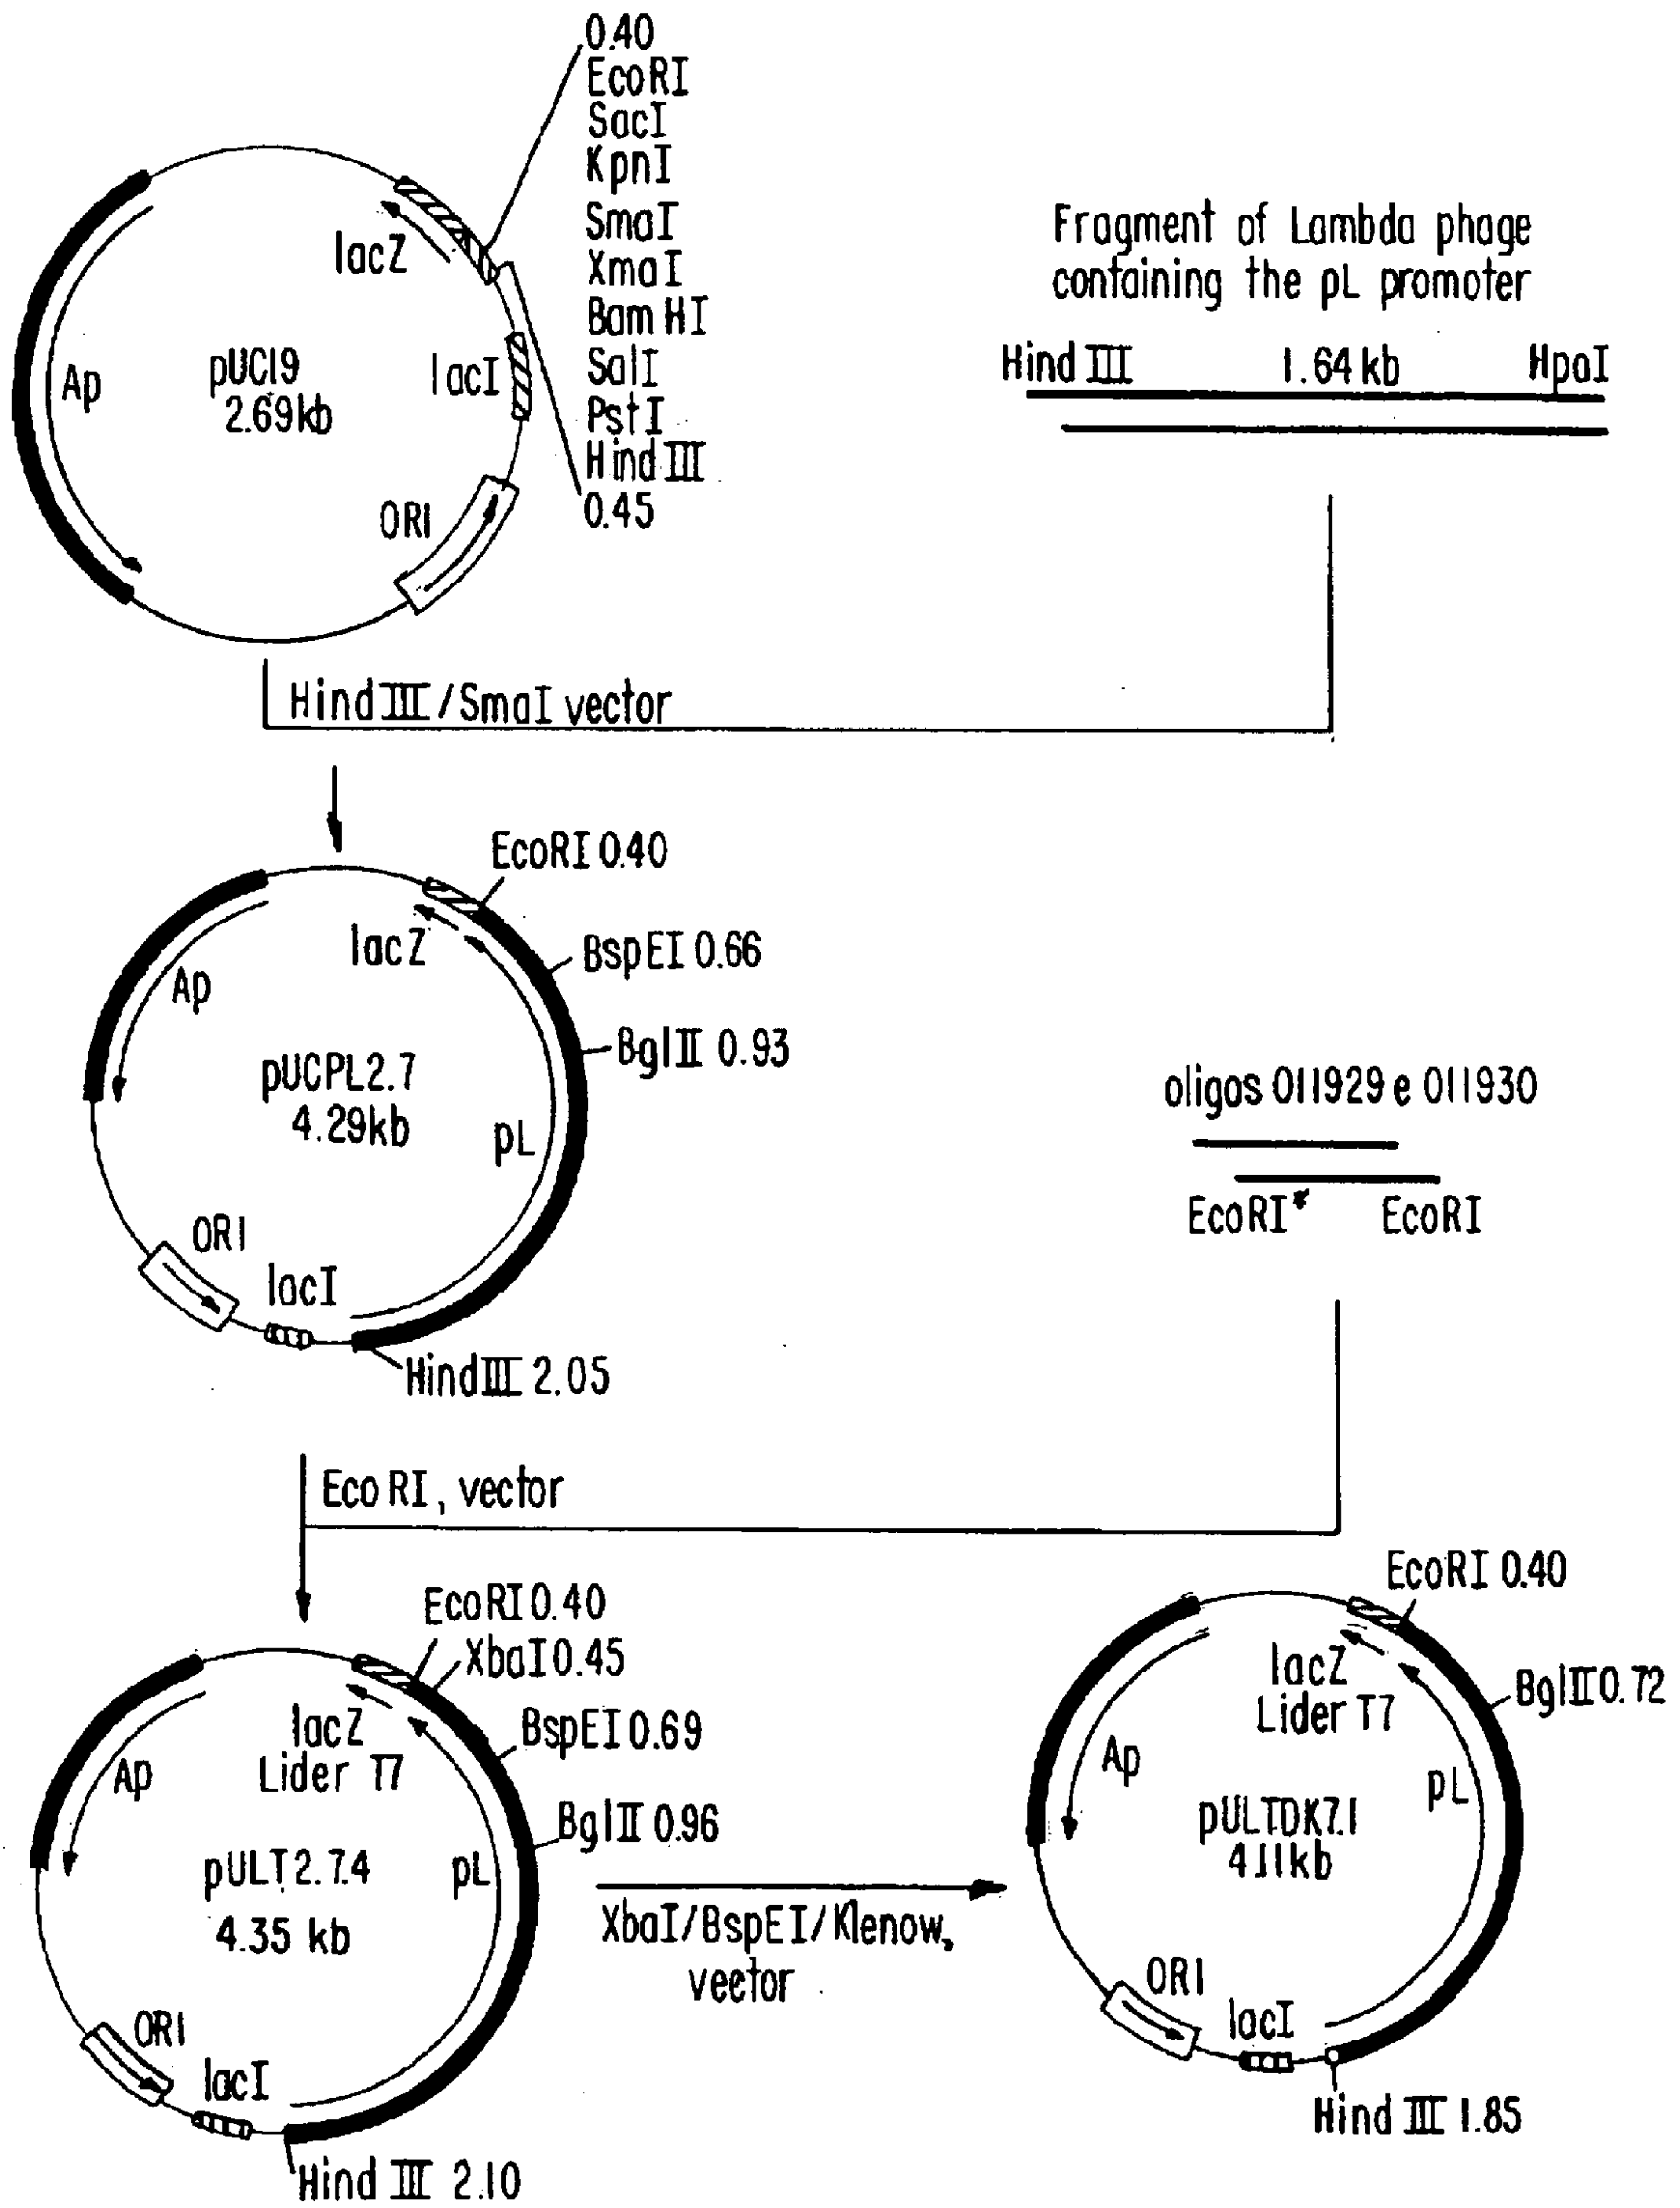 0.40
EcoRI
SacI
KpnI
SmaI
XmaI
Bam HI
SalI
PstI
Hind III
0.45
lacZ
lacI
Ap
pUC19
2.69kb
ORI
Fragment of Lambda phage
containing the pL promoter
Hind III 1.64 kb HpaI
Hind III / SmaI vector
EcoRI 0.40
lacZ
BspEI 0.66
Ap
BglII 0.93
pUCPL2.7
4.29kb
pL
ORI
lacI
Hind III 2.05
oligos 011929 e 011930
EcoRI* EcoRI
Eco RI, vector
EcoRI 0.40
XbaI 0.45
lacZ
Lider T7
BspEI 0.69
Ap
BglII 0.96
pULT2.7.4
4.35 kb
pL
ORI
lacI
Hind III 2.10
XbaI/BspEI/Klenow,
vector
EcoRI 0.40
lacZ
Lider T7
BglII 0.72
Ap
pL
pULTDK7.1
4.11kb
ORI
lacI
Hind III 1.85